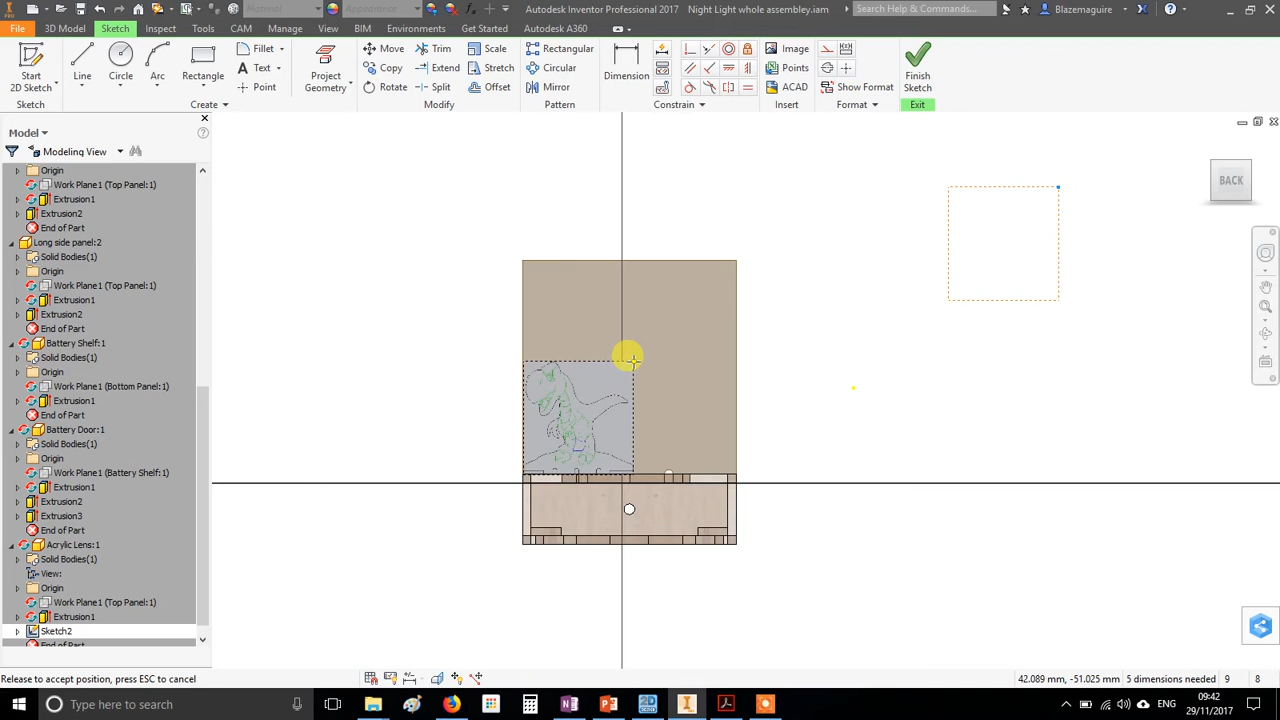 PRO
Material
Appearance
Autodesk Inventor Professional 2017 Night Light whole assembly.iam
Search Help & Commands...
Blazemaguire
File 3D Model Sketch Inspect Tools CAM Manage View BIM Environments Get Started Autodesk A360
Start 2D Sketch
Line Circle Arc Rectangle
Fillet
Text
Point
Project Geometry
Move Trim Scale
Copy Extend Stretch
Rotate Split Offset
Rectangular
Circular
Mirror
Dimension
Image
Points
ACAD
Show Format
Finish Sketch
Sketch Create Modify Pattern Constrain Insert Format Exit
Model
Modeling View
Origin
Work Plane1 (Top Panel:1)
Extrusion1
Extrusion2
End of Part
Long side panel:2
Solid Bodies(1)
Origin
Work Plane1 (Top Panel:1)
Extrusion1
Extrusion2
End of Part
Battery Shelf:1
Solid Bodies(1)
Origin
Work Plane1 (Bottom Panel:1)
Extrusion1
End of Part
Battery Door:1
Solid Bodies(1)
Origin
Work Plane1 (Battery Shelf:1)
Extrusion1
Extrusion2
Extrusion3
End of Part
Acrylic Lens:1
Solid Bodies(1)
View:
Origin
Work Plane1 (Top Panel:1)
Extrusion1
Sketch2
End of Part
BACK
Release to accept position, press ESC to cancel
42.089 mm, -51.025 mm 5 dimensions needed 9 8
Type here to search
ENG
09:42
29/11/2017